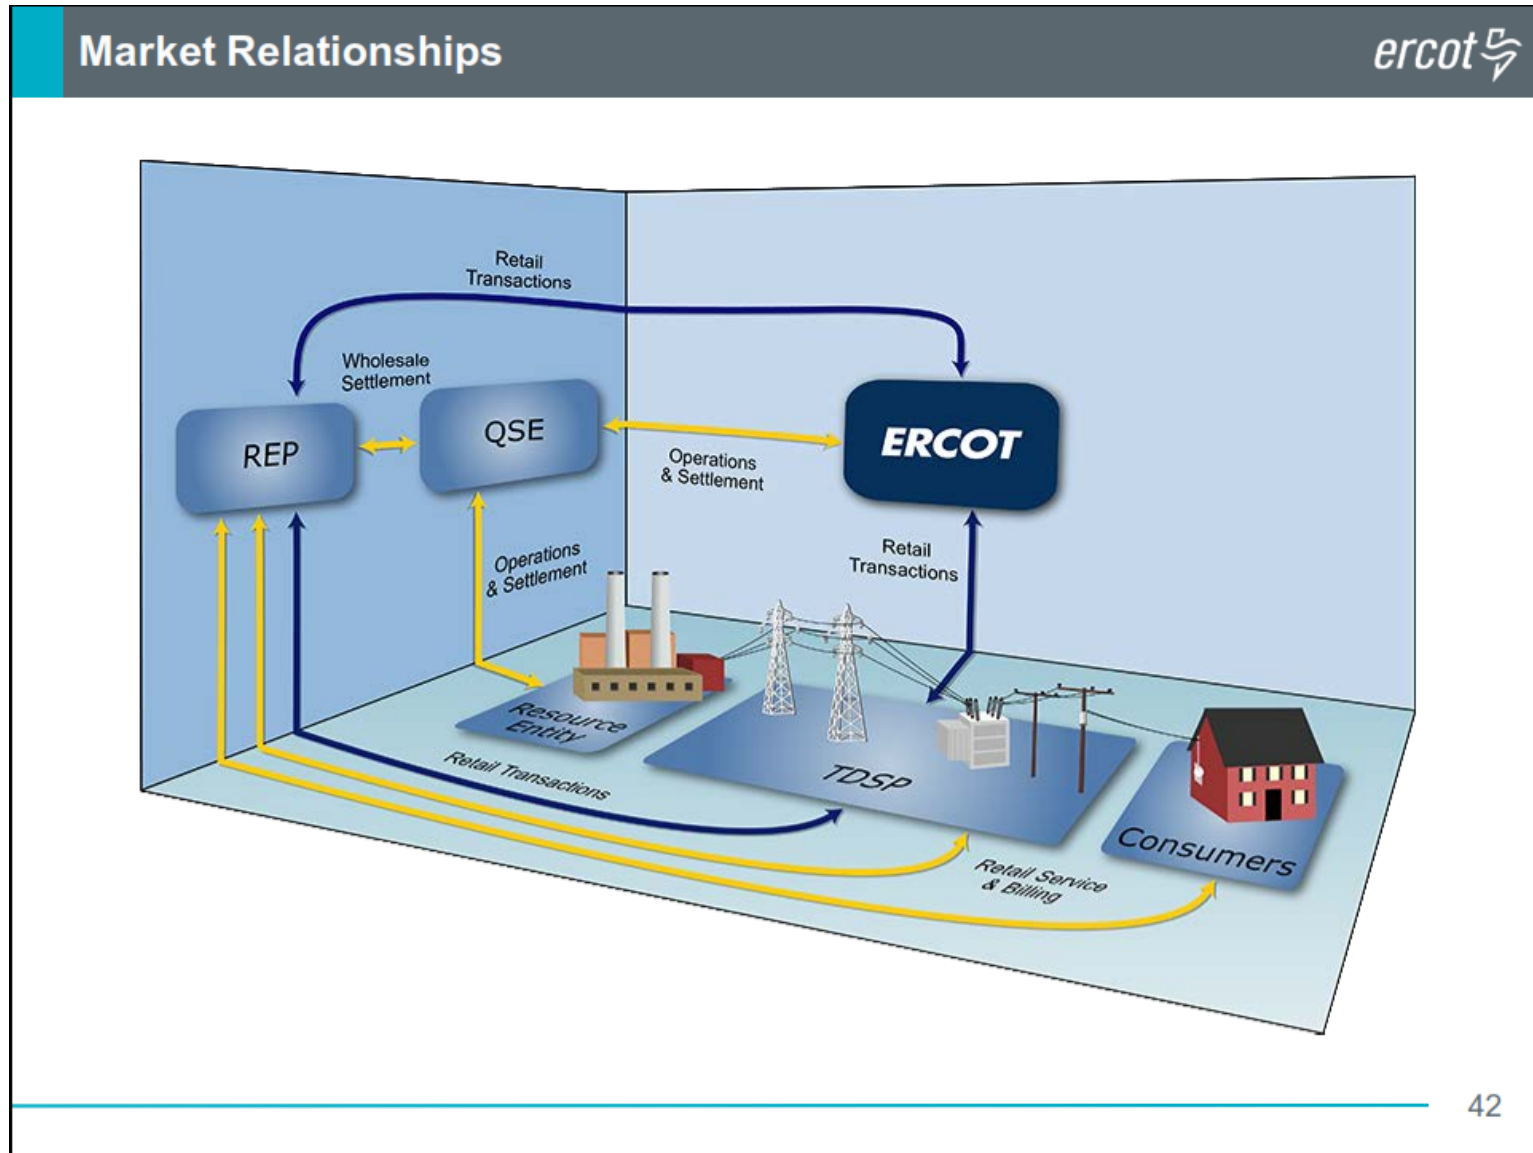 Market Relationships
ercot
Retail
Transactions
Wholesale
Settlement
REP
QSE
ERCOT
Operations
& Settlement
Operations
& Settlement
Retail
Transactions
Resource
Entity
Retail Transactions
TDSP
Consumers
Retail Service
& Billing
42